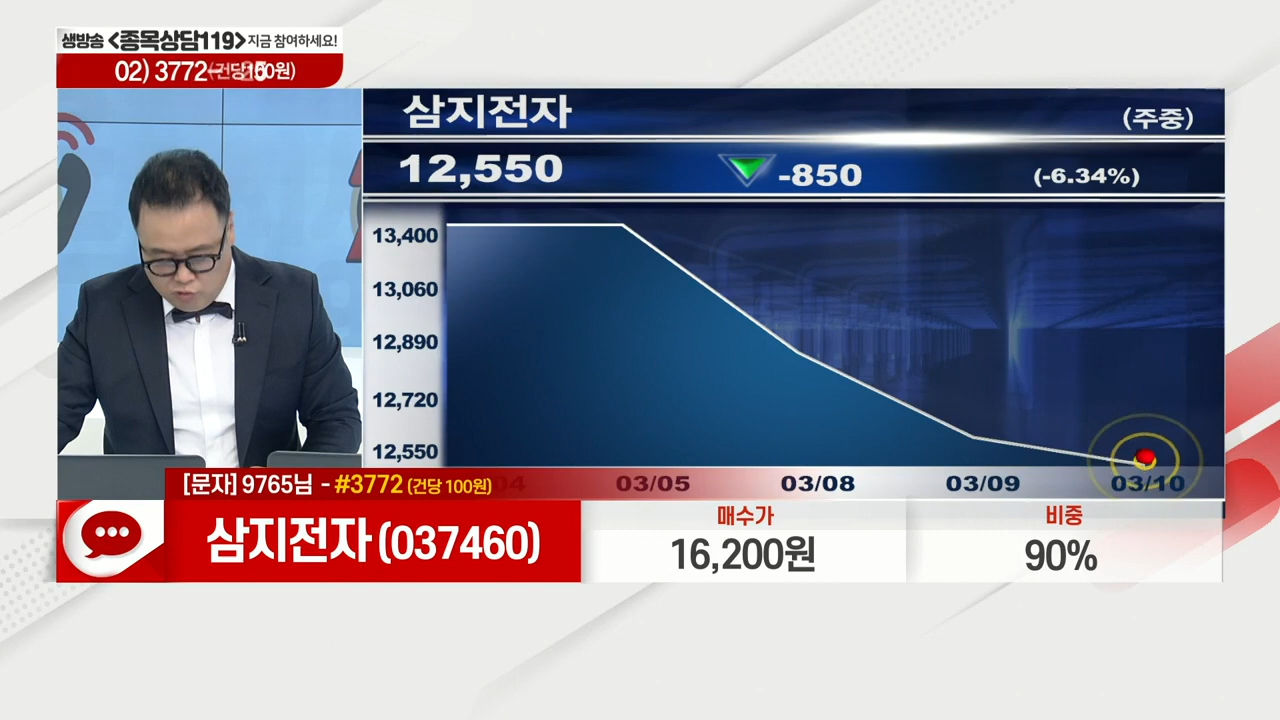 생방송 <종목상담119> 지금 참여하세요!
02) 3772
삼지전자
(주중)
12,550 -850 (-6.34%)
13,400
13,060
12,890
12,720
12,550
04 03/05 03/08 03/09 03/10
[문자] 9765님 - #3772 (건당 100원)
삼지전자 (037460)
매수가
16,200원
비중
90%